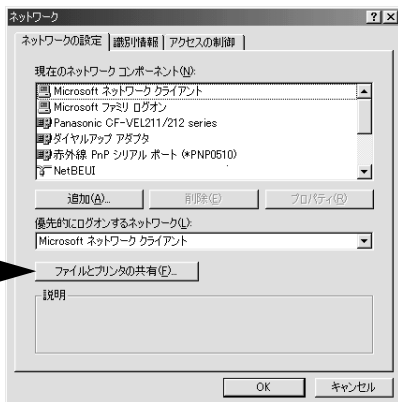 ネットワーク
ネットワークの設定 識別情報 アクセスの制御
現在のネットワーク コンポーネント(N):
Microsoft ネットワーク クライアント
Microsoft ファミリ ログオン
Panasonic CF-VEL211/212 series
ダイヤルアップ アダプタ
赤外線 PnP シリアル ポート (*PNP0510)
NetBEUI
追加(A)... 削除(E) プロパティ(R)
優先的にログオンするネットワーク(L):
Microsoft ネットワーク クライアント
ファイルとプリンタの共有(F)...
説明
OK キャンセル